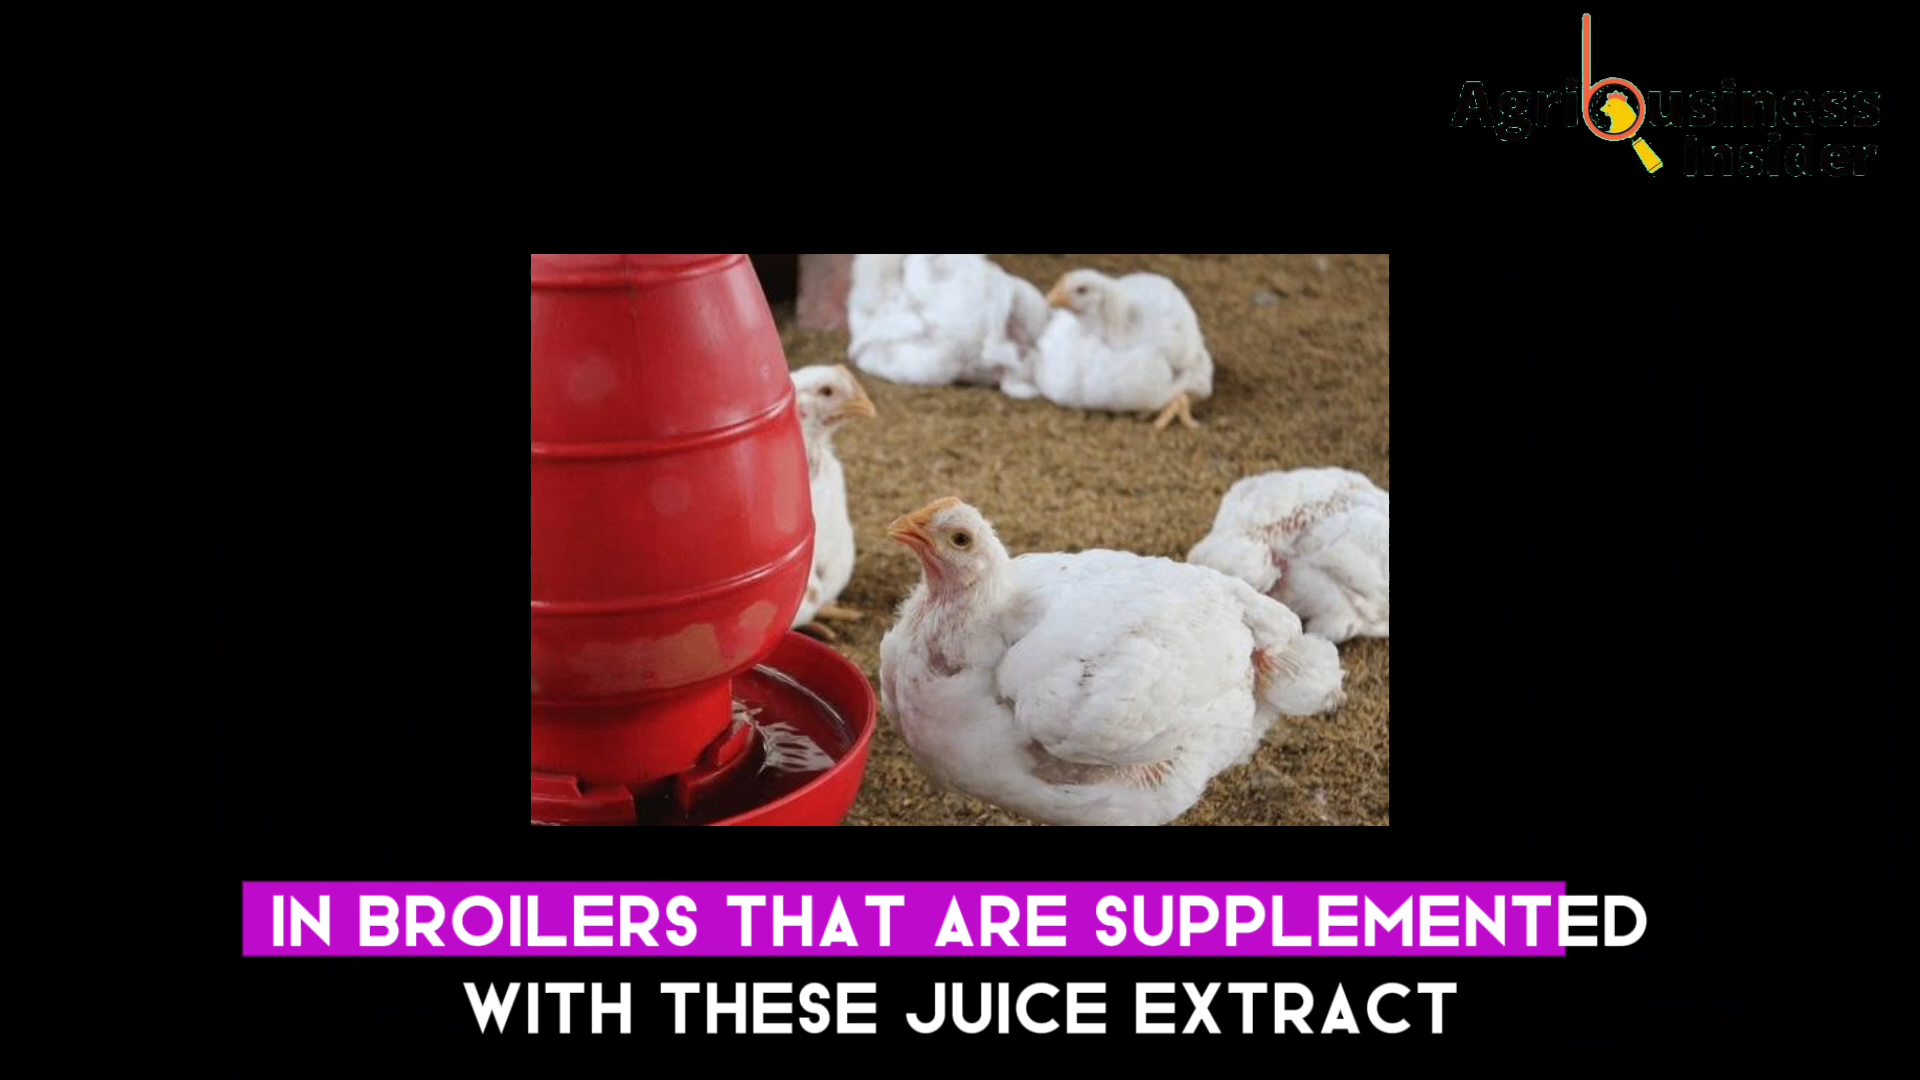 Agribusiness
Insider
IN BROILERS THAT ARE SUPPLEMENTED
WITH THESE JUICE EXTRACT